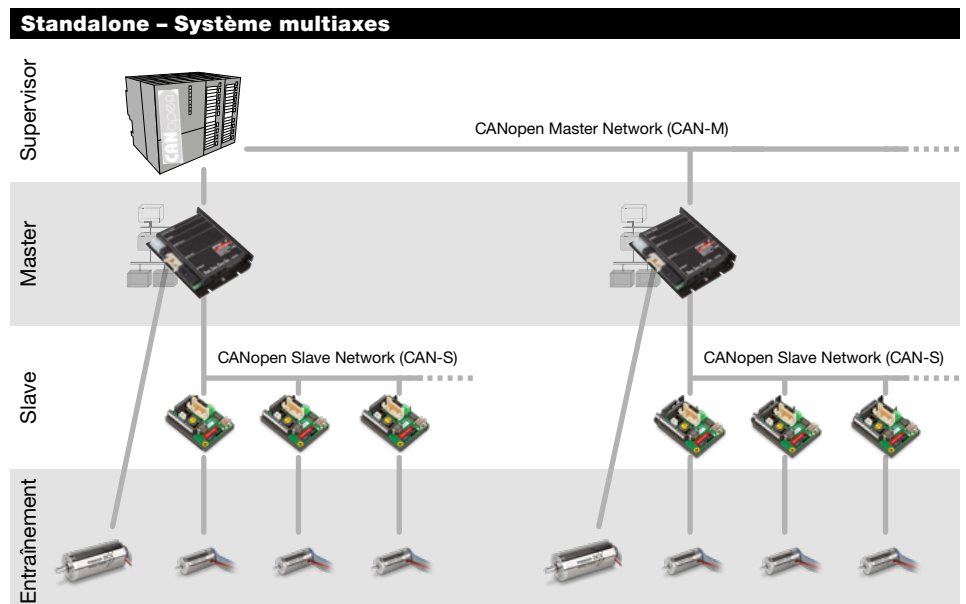 Standalone – Système multiaxes
Supervisor
CANopen
CANopen Master Network (CAN-M)
Master
Slave
CANopen Slave Network (CAN-S)
CANopen Slave Network (CAN-S)
Entraînement